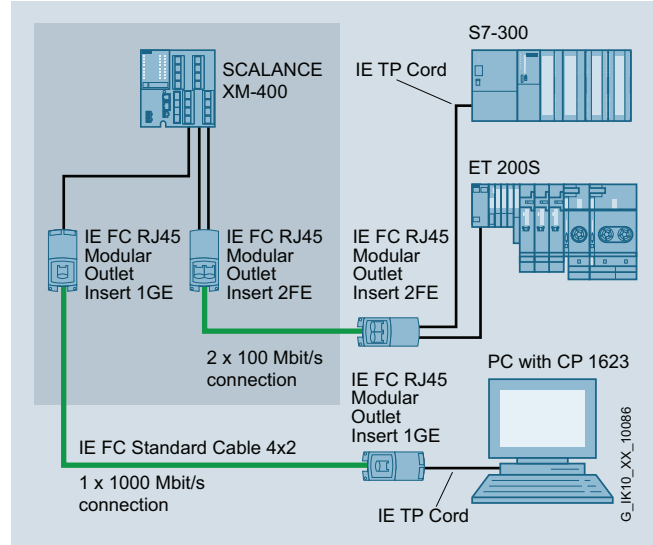 S7-300
SCALANCE
XM-400
IE TP Cord
ET 200S
IE FC RJ45
Modular
Outlet
Insert 1GE
IE FC RJ45
Modular
Outlet
Insert 2FE
IE FC RJ45
Modular
Outlet
Insert 2FE
2 x 100 Mbit/s
connection
PC with CP 1623
IE FC RJ45
Modular
Outlet
Insert 1GE
IE FC Standard Cable 4x2
1 x 1000 Mbit/s
connection
IE TP Cord
G_IK10_XX_10086